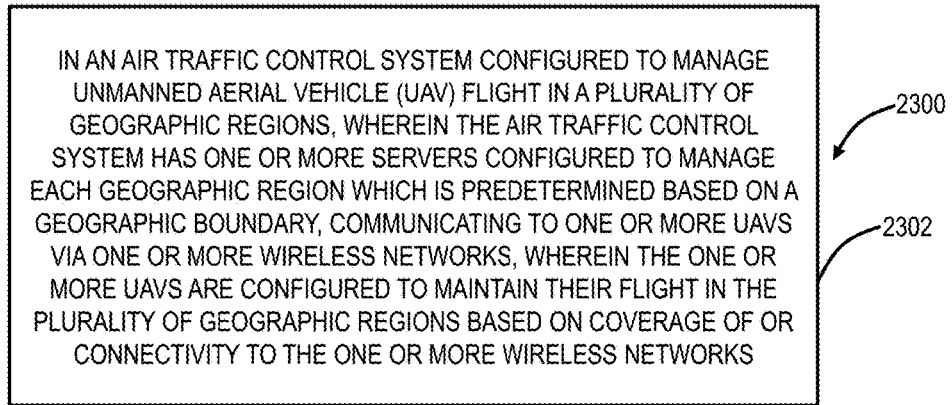 IN AN AIR TRAFFIC CONTROL SYSTEM CONFIGURED TO MANAGE
UNMANNED AERIAL VEHICLE (UAV) FLIGHT IN A PLURALITY OF
GEOGRAPHIC REGIONS, WHEREIN THE AIR TRAFFIC CONTROL
SYSTEM HAS ONE OR MORE SERVERS CONFIGURED TO MANAGE
EACH GEOGRAPHIC REGION WHICH IS PREDETERMINED BASED ON A
GEOGRAPHIC BOUNDARY, COMMUNICATING TO ONE OR MORE UAVS
VIA ONE OR MORE WIRELESS NETWORKS, WHEREIN THE ONE OR
MORE UAVS ARE CONFIGURED TO MAINTAIN THEIR FLIGHT IN THE
PLURALITY OF GEOGRAPHIC REGIONS BASED ON COVERAGE OF OR
CONNECTIVITY TO THE ONE OR MORE WIRELESS NETWORKS
2300
2302